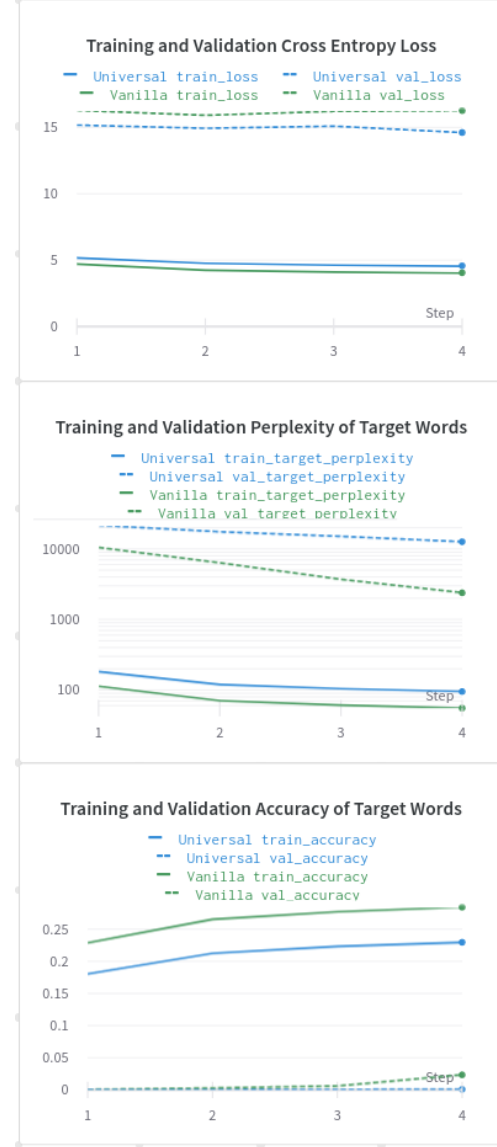 Training and Validation Cross Entropy Loss
Universal train_loss Universal val_loss
Vanilla train_loss Vanilla val_loss
15
10
5
0
Step
1 2 3 4
Training and Validation Perplexity of Target Words
Universal train_target_perplexity
Universal val_target_perplexity
Vanilla train_target_perplexity
Vanilla val_target_perplexity
10000
1000
100
Step
1 2 3 4
Training and Validation Accuracy of Target Words
Universal train_accuracy
Universal val_accuracy
Vanilla train_accuracy
Vanilla val_accuracy
0.25
0.2
0.15
0.1
0.05
0
Step
1 2 3 4